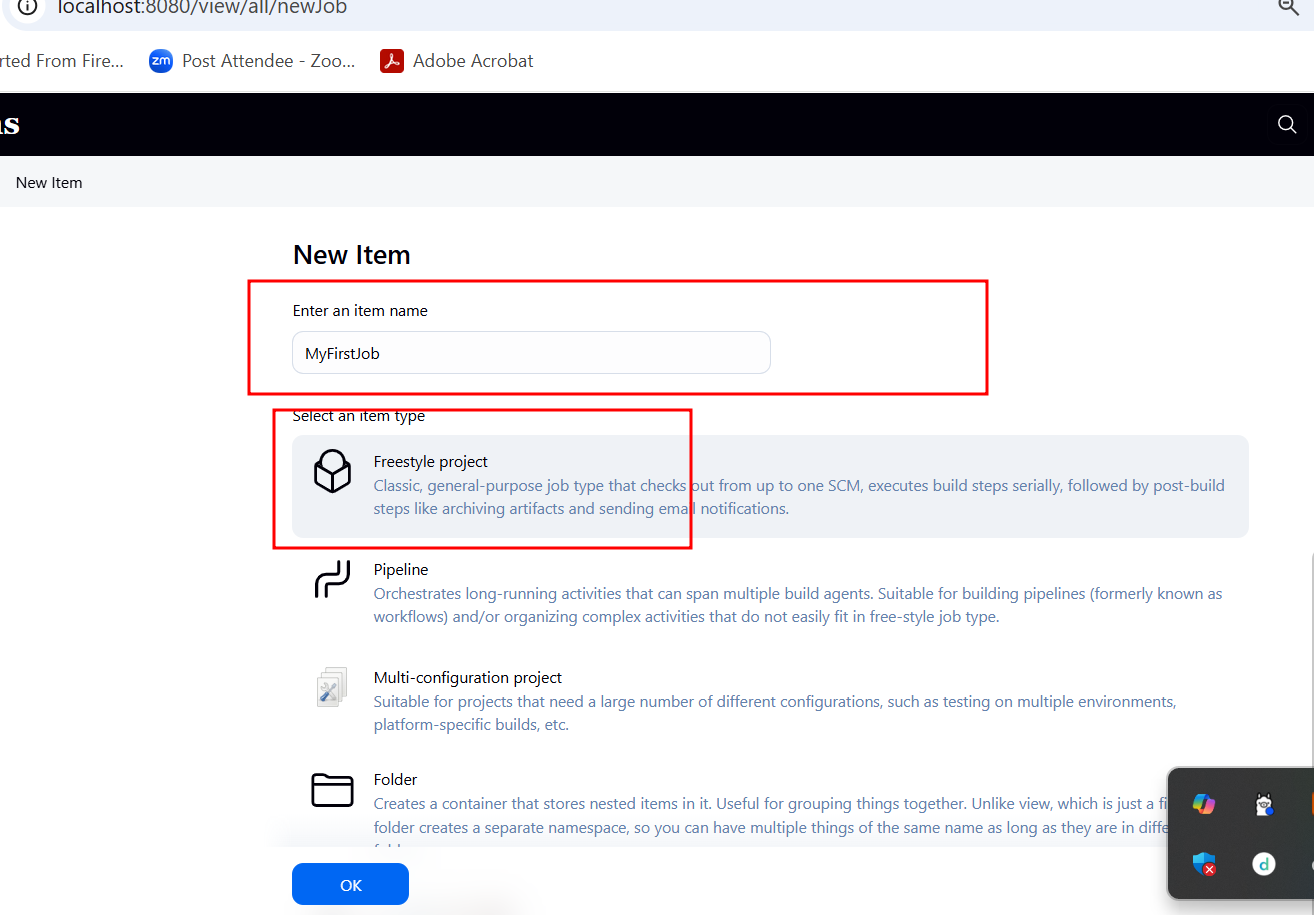 localhost:8080/view/all/newJob
rted From Fire... Post Attendee - Zoo... Adobe Acrobat
ns
New Item
New Item
Enter an item name
MyFirstJob
Select an item type
Freestyle project
Classic, general-purpose job type that checks out from up to one SCM, executes build steps serially, followed by post-build
steps like archiving artifacts and sending email notifications.
Pipeline
Orchestrates long-running activities that can span multiple build agents. Suitable for building pipelines (formerly known as
workflows) and/or organizing complex activities that do not easily fit in free-style job type.
Multi-configuration project
Suitable for projects that need a large number of different configurations, such as testing on multiple environments,
platform-specific builds, etc.
Folder
Creates a container that stores nested items in it. Useful for grouping things together. Unlike view, which is just a fi
folder creates a separate namespace, so you can have multiple things of the same name as long as they are in diffe
OK